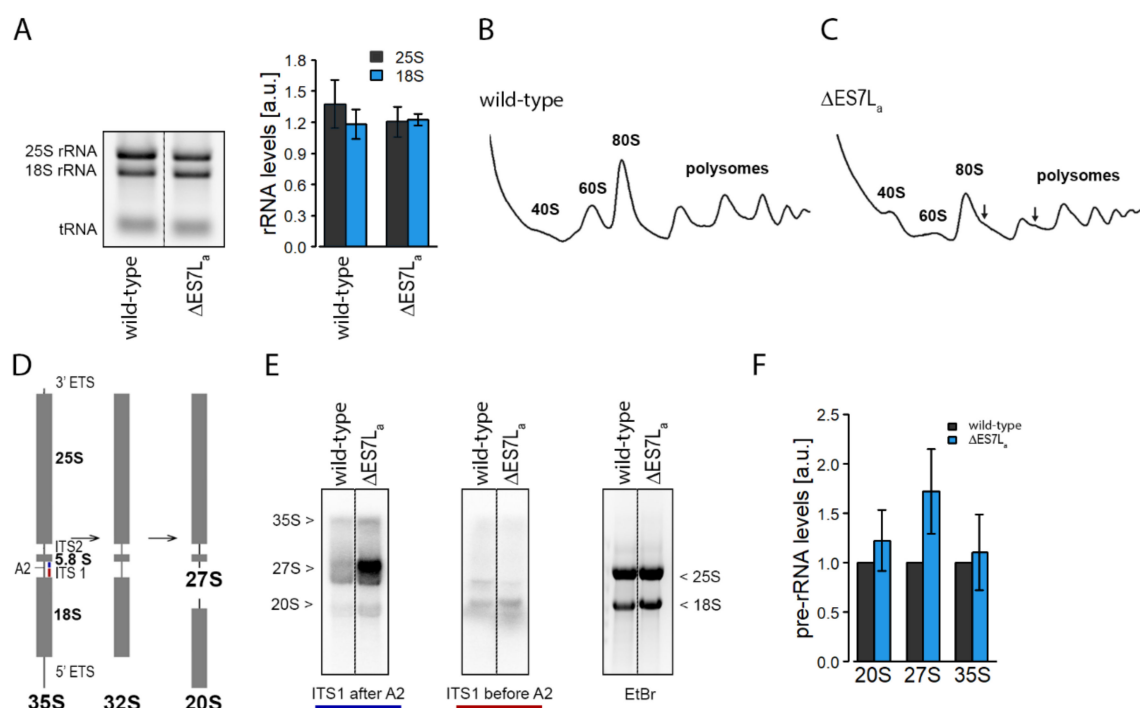 A
25S rRNA
18S rRNA
tRNA
wild-type
ΔES7La
rRNA levels [a.u.]
1.8
1.5
1.2
0.9
0.6
0.3
0.0
25S
18S
wild-type
ΔES7La
B
wild-type
40S
60S
80S
polysomes
C
ΔES7La
40S
60S
80S
polysomes
D
3' ETS
25S
ITS2
5.8 S
A2
ITS 1
18S
5' ETS
35S
32S
27S
20S
E
wild-type
ΔES7La
wild-type
ΔES7La
wild-type
ΔES7La
35S >
27S >
20S >
< 25S
< 18S
ITS1 after A2
ITS1 before A2
EtBr
F
pre-rRNA levels [a.u.]
2.5
2.0
1.5
1.0
0.5
0.0
wild-type
ΔES7La
20S
27S
35S